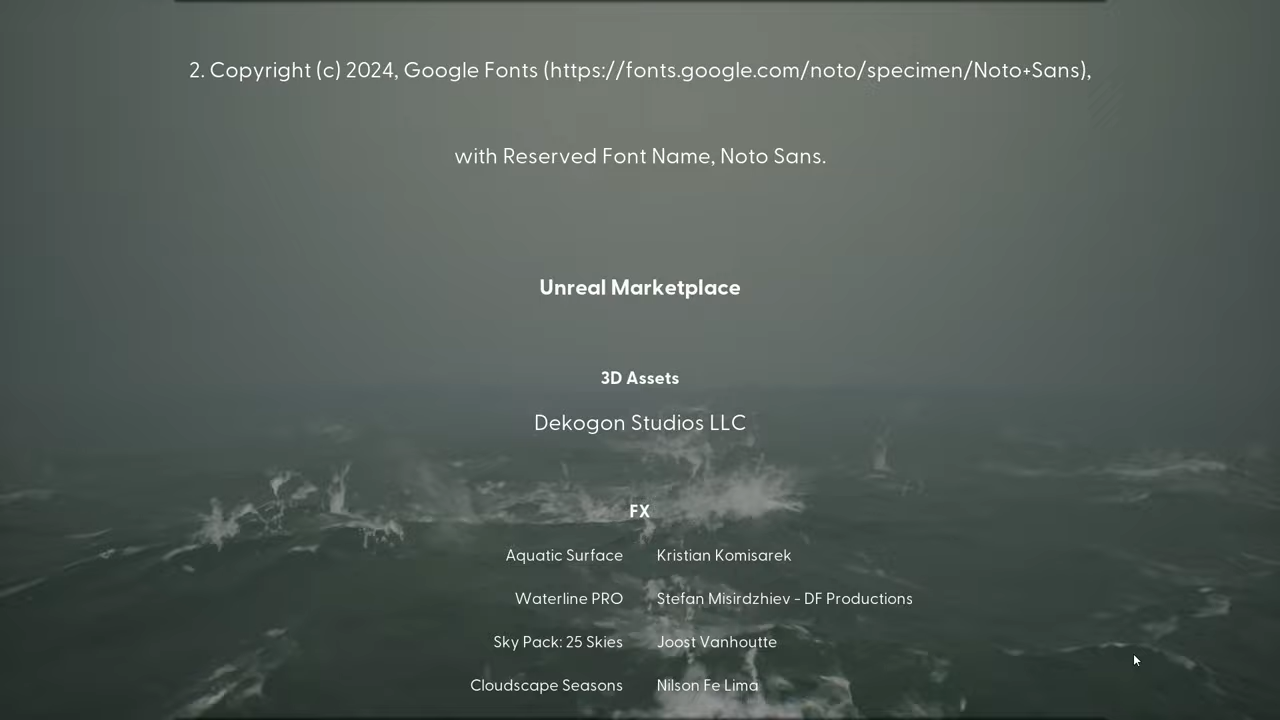 2. Copyright (c) 2024, Google Fonts (https://fonts.google.com/noto/specimen/Noto+Sans),
with Reserved Font Name, Noto Sans.
Unreal Marketplace
3D Assets
Dekogon Studios LLC
FX
Aquatic Surface Kristian Komisarek
Waterline PRO Stefan Misirdzhiev - DF Productions
Sky Pack: 25 Skies Joost Vanhoutte
Cloudscape Seasons Nilson Fe Lima